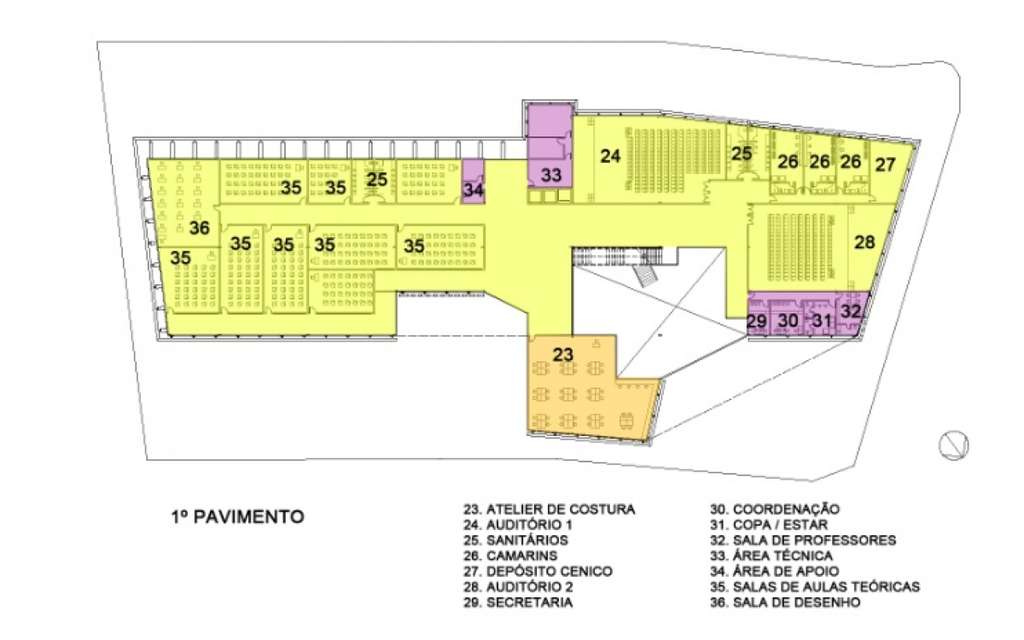 24
25
26
26
26
27
33
35
35
25
34
36
35
35
35
35
35
28
29
30
31
32
23
1º PAVIMENTO
23. ATELIER DE COSTURA
24. AUDITÓRIO 1
25. SANITÁRIOS
26. CAMARINS
27. DEPÓSITO CENICO
28. AUDITÓRIO 2
29. SECRETARIA
30. COORDENAÇÃO
31. COPA / ESTAR
32. SALA DE PROFESSORES
33. ÁREA TÉCNICA
34. ÁREA DE APOIO
35. SALAS DE AULAS TEÓRICAS
36. SALA DE DESENHO